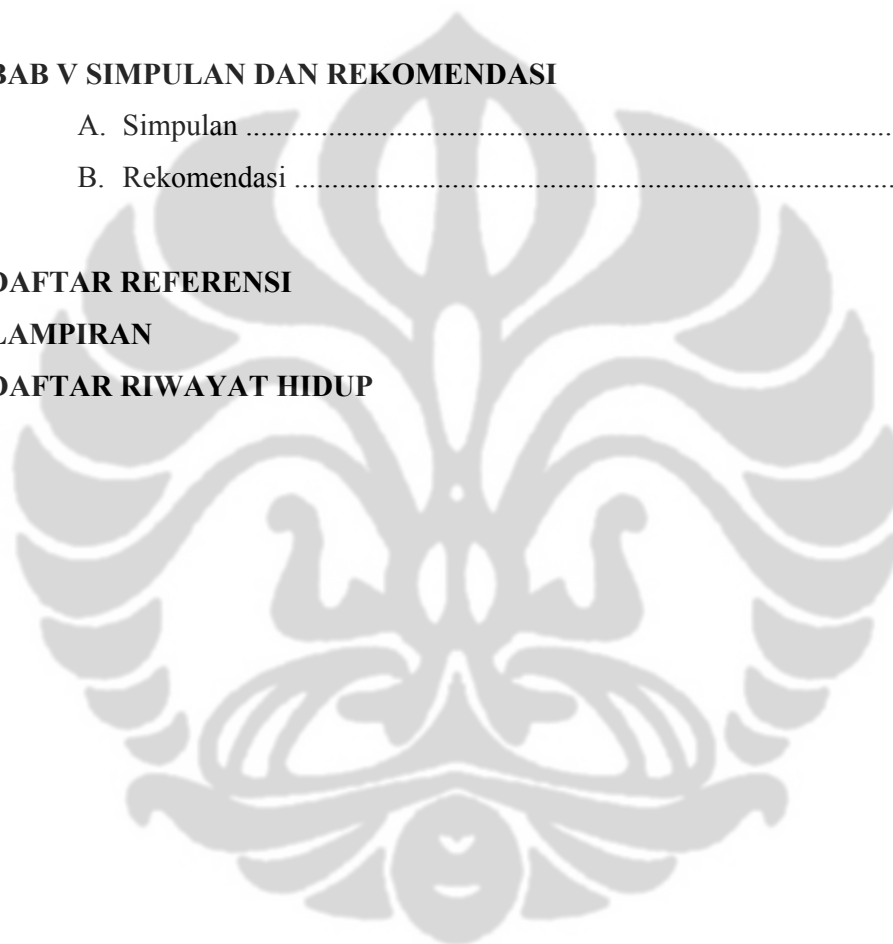 BAB V SIMPULAN DAN REKOMENDASI
A. Simpulan ........................................................................................
B. Rekomendasi .................................................................................
DAFTAR REFERENSI
LAMPIRAN
DAFTAR RIWAYAT HIDUP